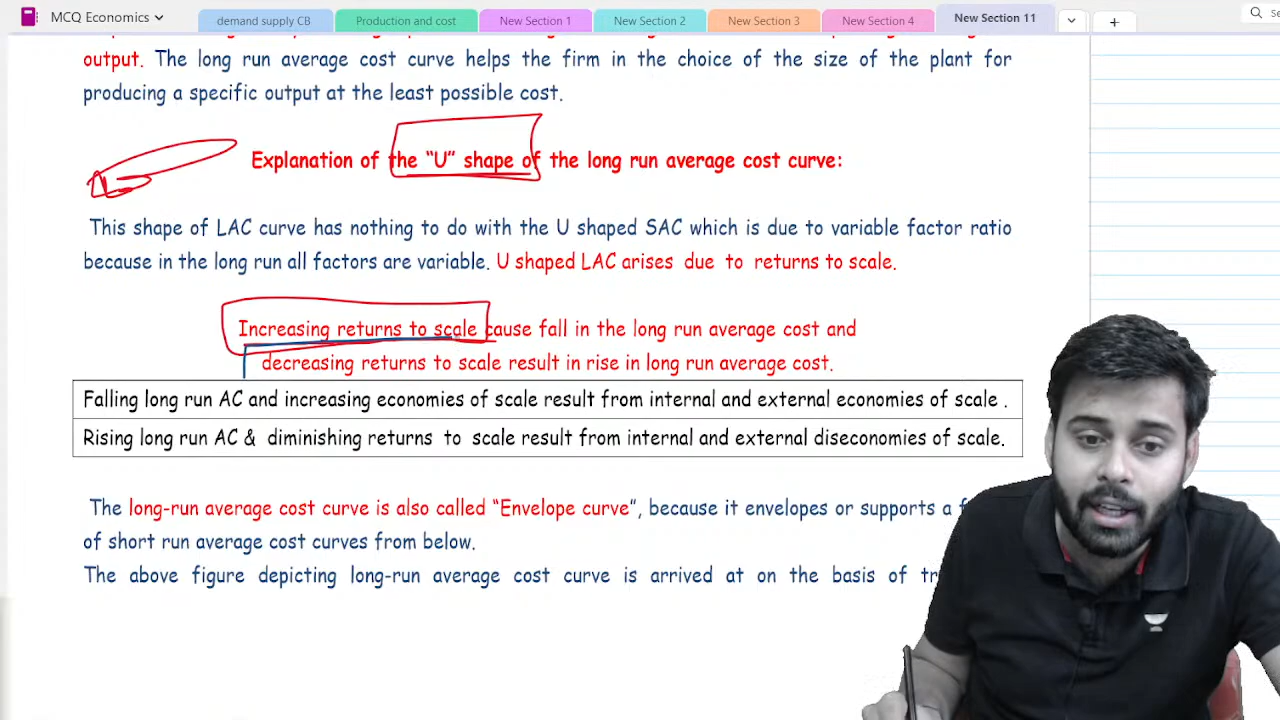 MCQ Economics
demand supply CB
Production and cost
New Section 1
New Section 2
New Section 3
New Section 4
New Section 11
output. The long run average cost curve helps the firm in the choice of the size of the plant for
producing a specific output at the least possible cost.
Explanation of the “U” shape of the long run average cost curve:
This shape of LAC curve has nothing to do with the U shaped SAC which is due to variable factor ratio
because in the long run all factors are variable. U shaped LAC arises due to returns to scale.
Increasing returns to scale cause fall in the long run average cost and
decreasing returns to scale result in rise in long run average cost.
Falling long run AC and increasing economies of scale result from internal and external economies of scale .
Rising long run AC & diminishing returns to scale result from internal and external diseconomies of scale.
The long-run average cost curve is also called “Envelope curve”, because it envelopes or supports a
of short run average cost curves from below.
The above figure depicting long-run average cost curve is arrived at on the basis of